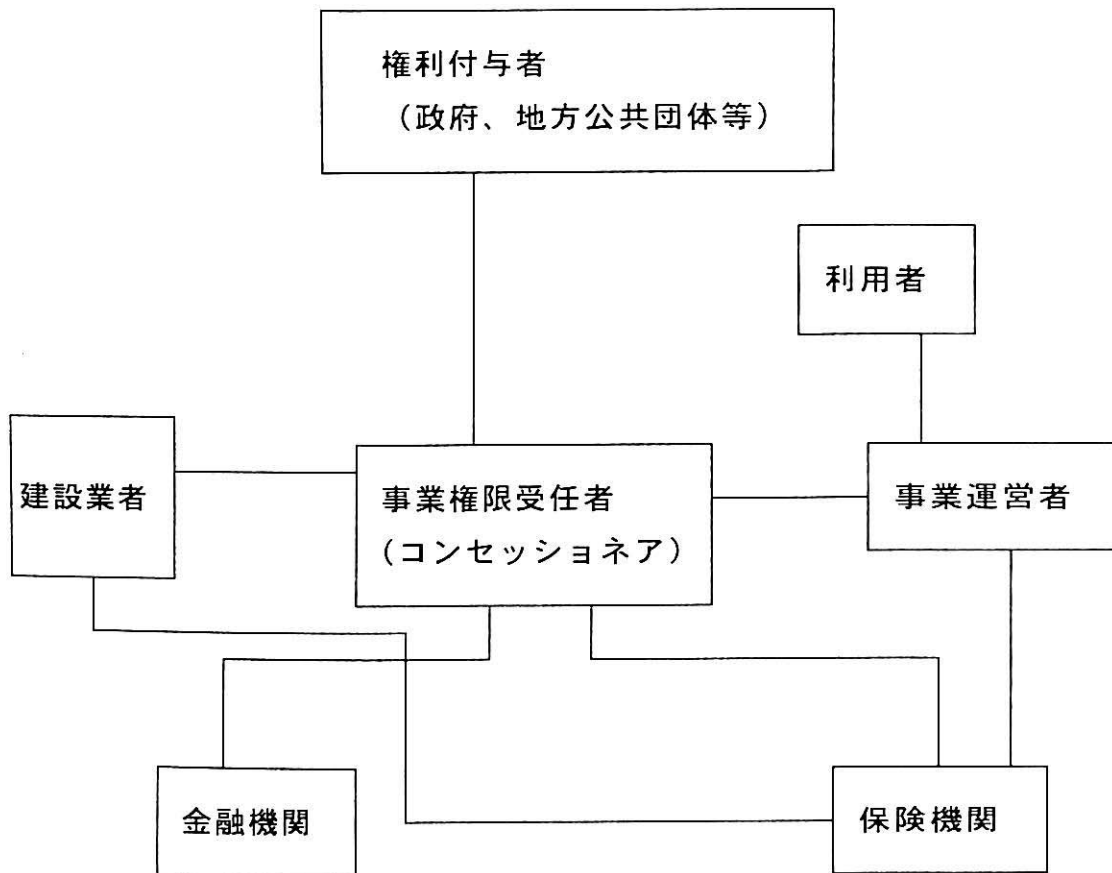 権利付与者
（政府、地方公共団体等）
利用者
建設業者
事業権限受任者
（コンセッショネア）
事業運営者
金融機関
保険機関